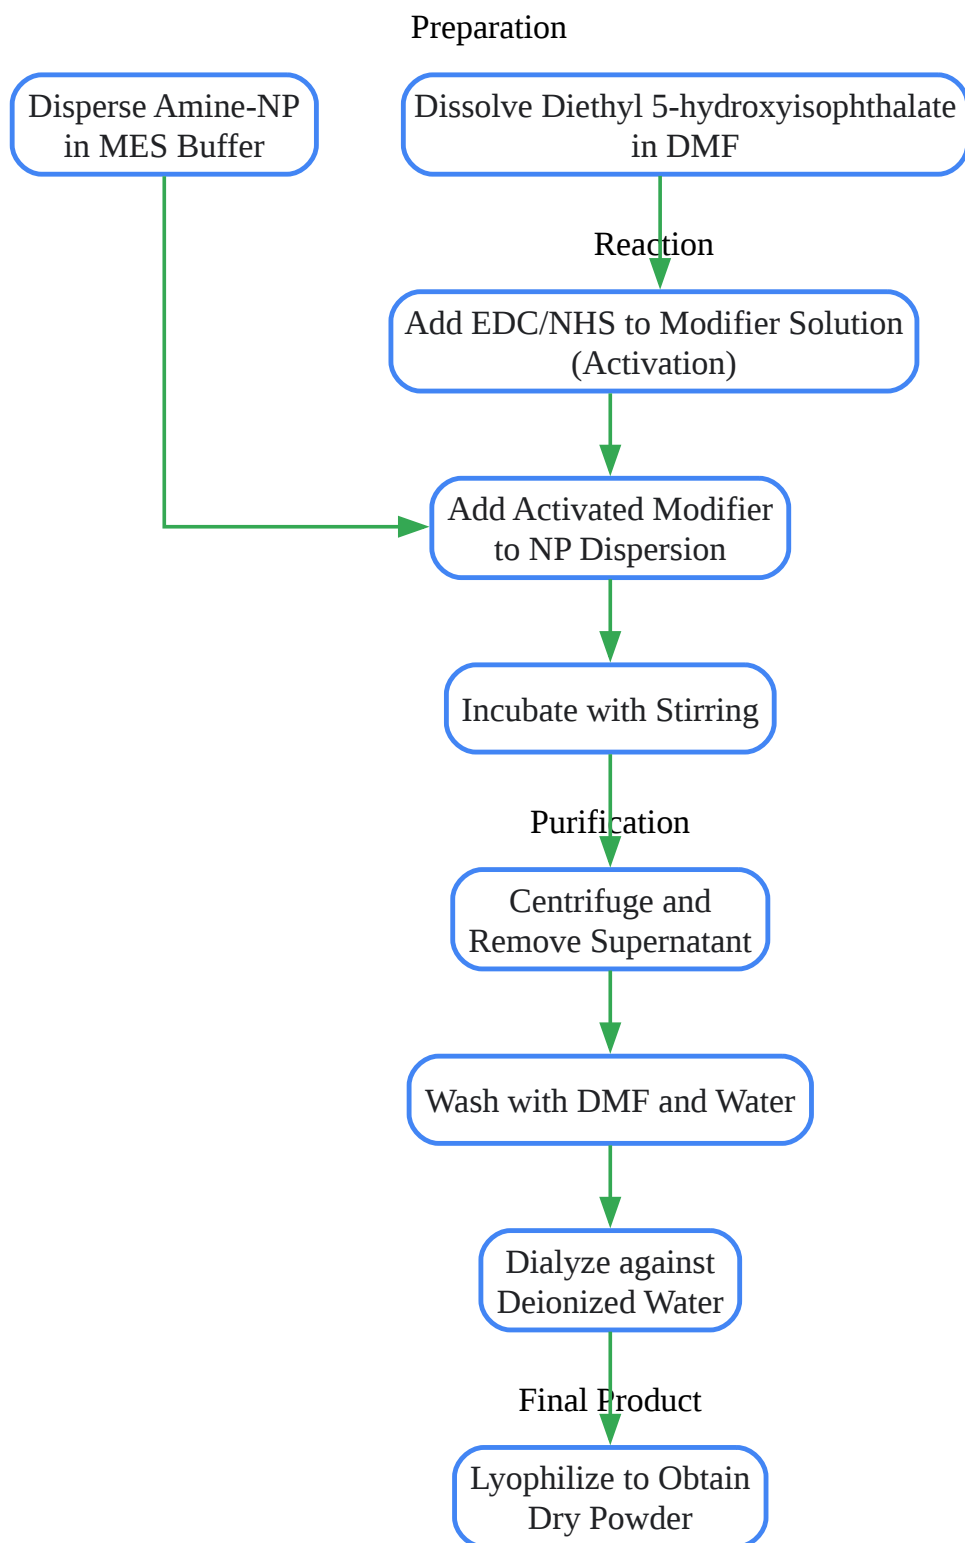 Preparation
Disperse Amine-NP
in MES Buffer
Dissolve Diethyl 5-hydroxyisophthalate
in DMF
Reaction
Add EDC/NHS to Modifier Solution
(Activation)
Add Activated Modifier
to NP Dispersion
Incubate with Stirring
Purification
Centrifuge and
Remove Supernatant
Wash with DMF and Water
Dialyze against
Deionized Water
Final Product
Lyophilize to Obtain
Dry Powder